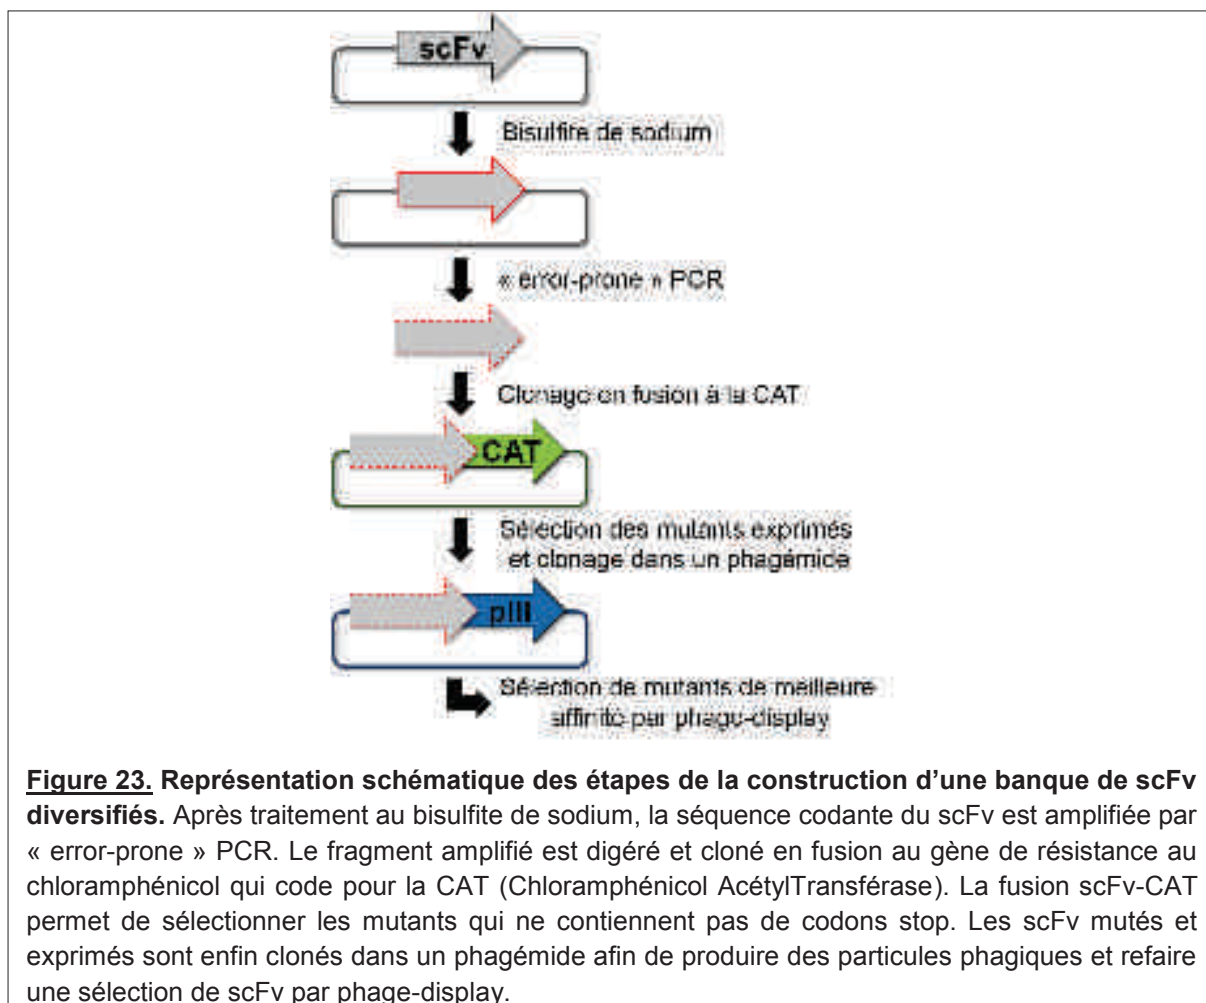 scFv
Bisulfite de sodium
« error-prone » PCR
Clonage en fusion à la CAT
CAT
Sélection des mutants exprimés
et clonage dans un phagémide
pIII
Sélection de mutants de meilleure
affinité par phage-display
Figure 23. Représentation schématique des étapes de la construction d’une banque de scFv
diversifiés. Après traitement au bisulfite de sodium, la séquence codante du scFv est amplifiée par
« error-prone » PCR. Le fragment amplifié est digéré et cloné en fusion au gène de résistance au
chloramphénicol qui code pour la CAT (Chloramphénicol AcétylTransférase). La fusion scFv-CAT
permet de sélectionner les mutants qui ne contiennent pas de codons stop. Les scFv mutés et
exprimés sont enfin clonés dans un phagémide afin de produire des particules phagiques et refaire
une sélection de scFv par phage-display.